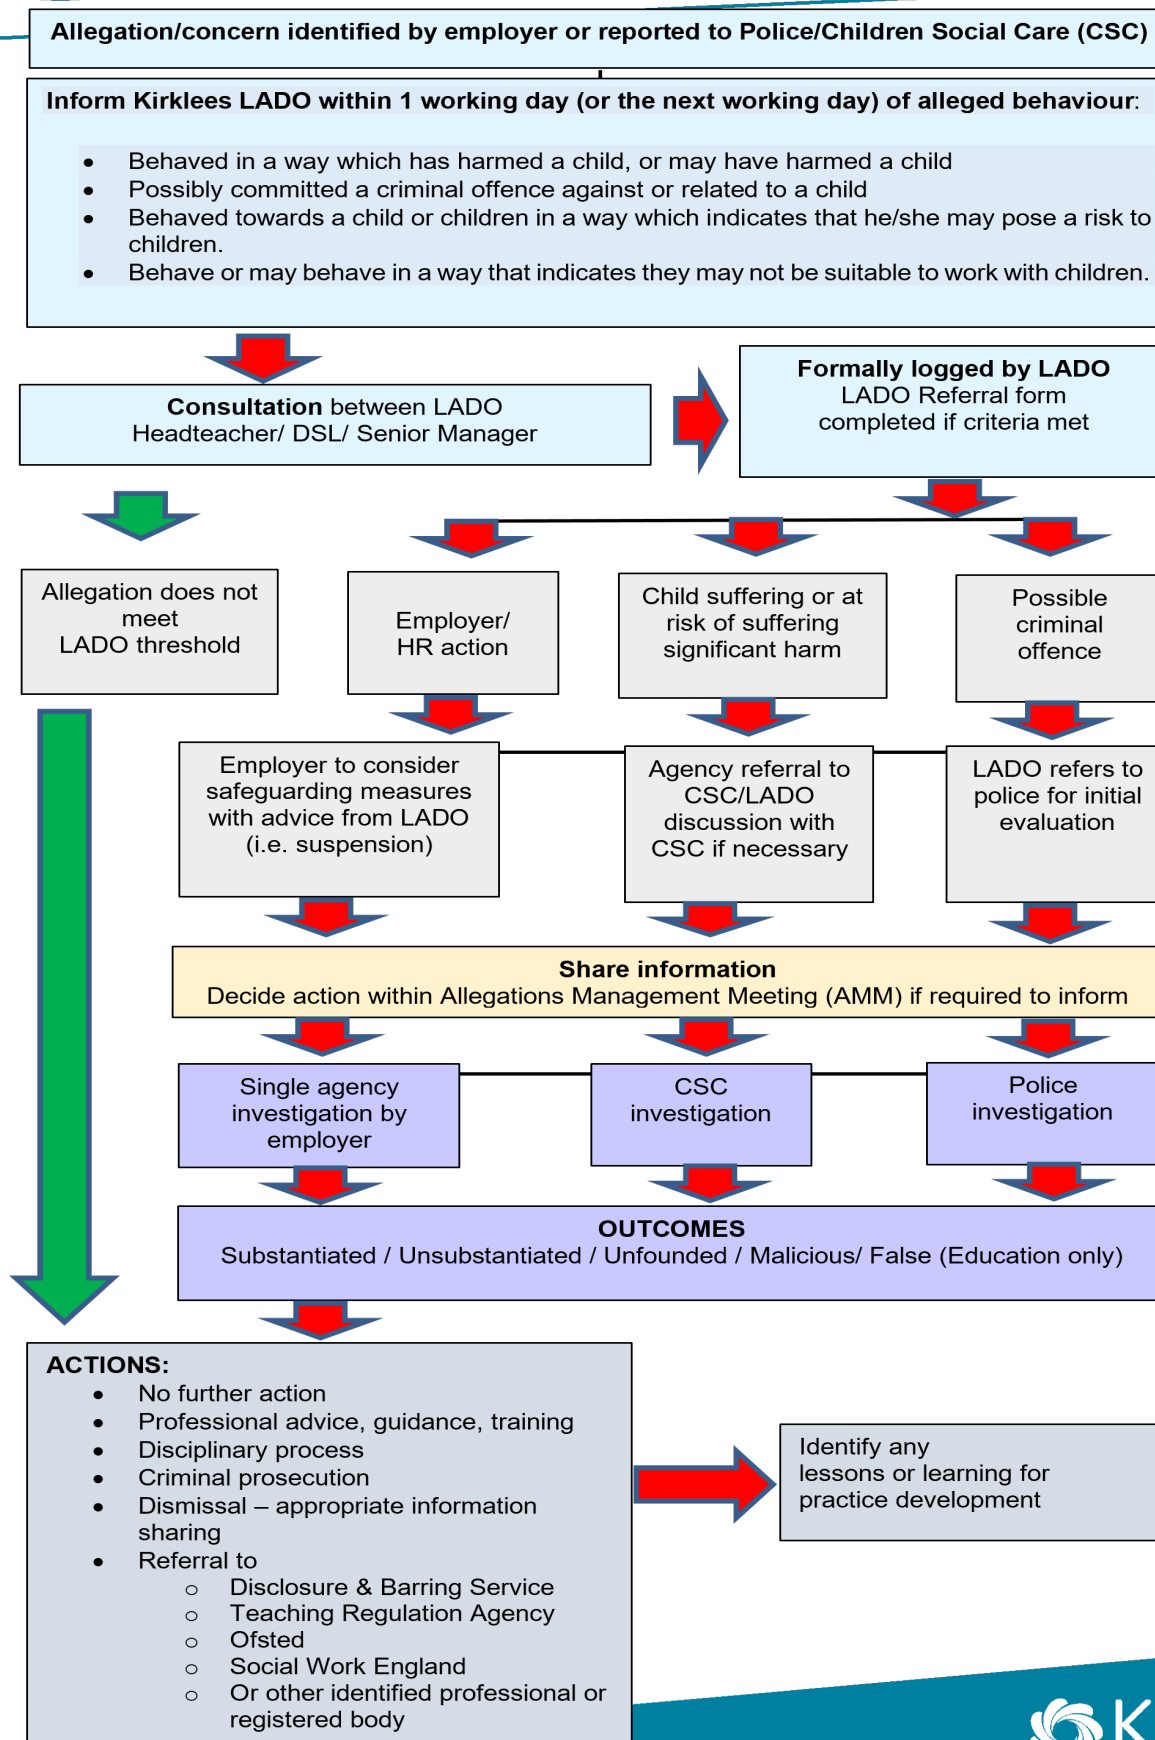 Allegation/concern identified by employer or reported to Police/Children Social Care (CSC)
Inform Kirklees LADO within 1 working day (or the next working day) of alleged behaviour:
• Behaved in a way which has harmed a child, or may have harmed a child
• Possibly committed a criminal offence against or related to a child
• Behaved towards a child or children in a way which indicates that he/she may pose a risk to
children.
• Behave or may behave in a way that indicates they may not be suitable to work with children.
Consultation between LADO
Headteacher/ DSL/ Senior Manager
Formally logged by LADO
LADO Referral form
completed if criteria met
Allegation does not
meet
LADO threshold
Employer/
HR action
Child suffering or at
risk of suffering
significant harm
Possible
criminal
offence
Employer to consider
safeguarding measures
with advice from LADO
(i.e. suspension)
Agency referral to
CSC/LADO
discussion with
CSC if necessary
LADO refers to
police for initial
evaluation
Share information
Decide action within Allegations Management Meeting (AMM) if required to inform
Single agency
investigation by
employer
CSC
investigation
Police
investigation
OUTCOMES
Substantiated / Unsubstantiated / Unfounded / Malicious/ False (Education only)
ACTIONS:
• No further action
• Professional advice, guidance, training
• Disciplinary process
• Criminal prosecution
• Dismissal – appropriate information
sharing
• Referral to
o Disclosure & Barring Service
o Teaching Regulation Agency
o Ofsted
o Social Work England
o Or other identified professional or
registered body
Identify any
lessons or learning for
practice development
K